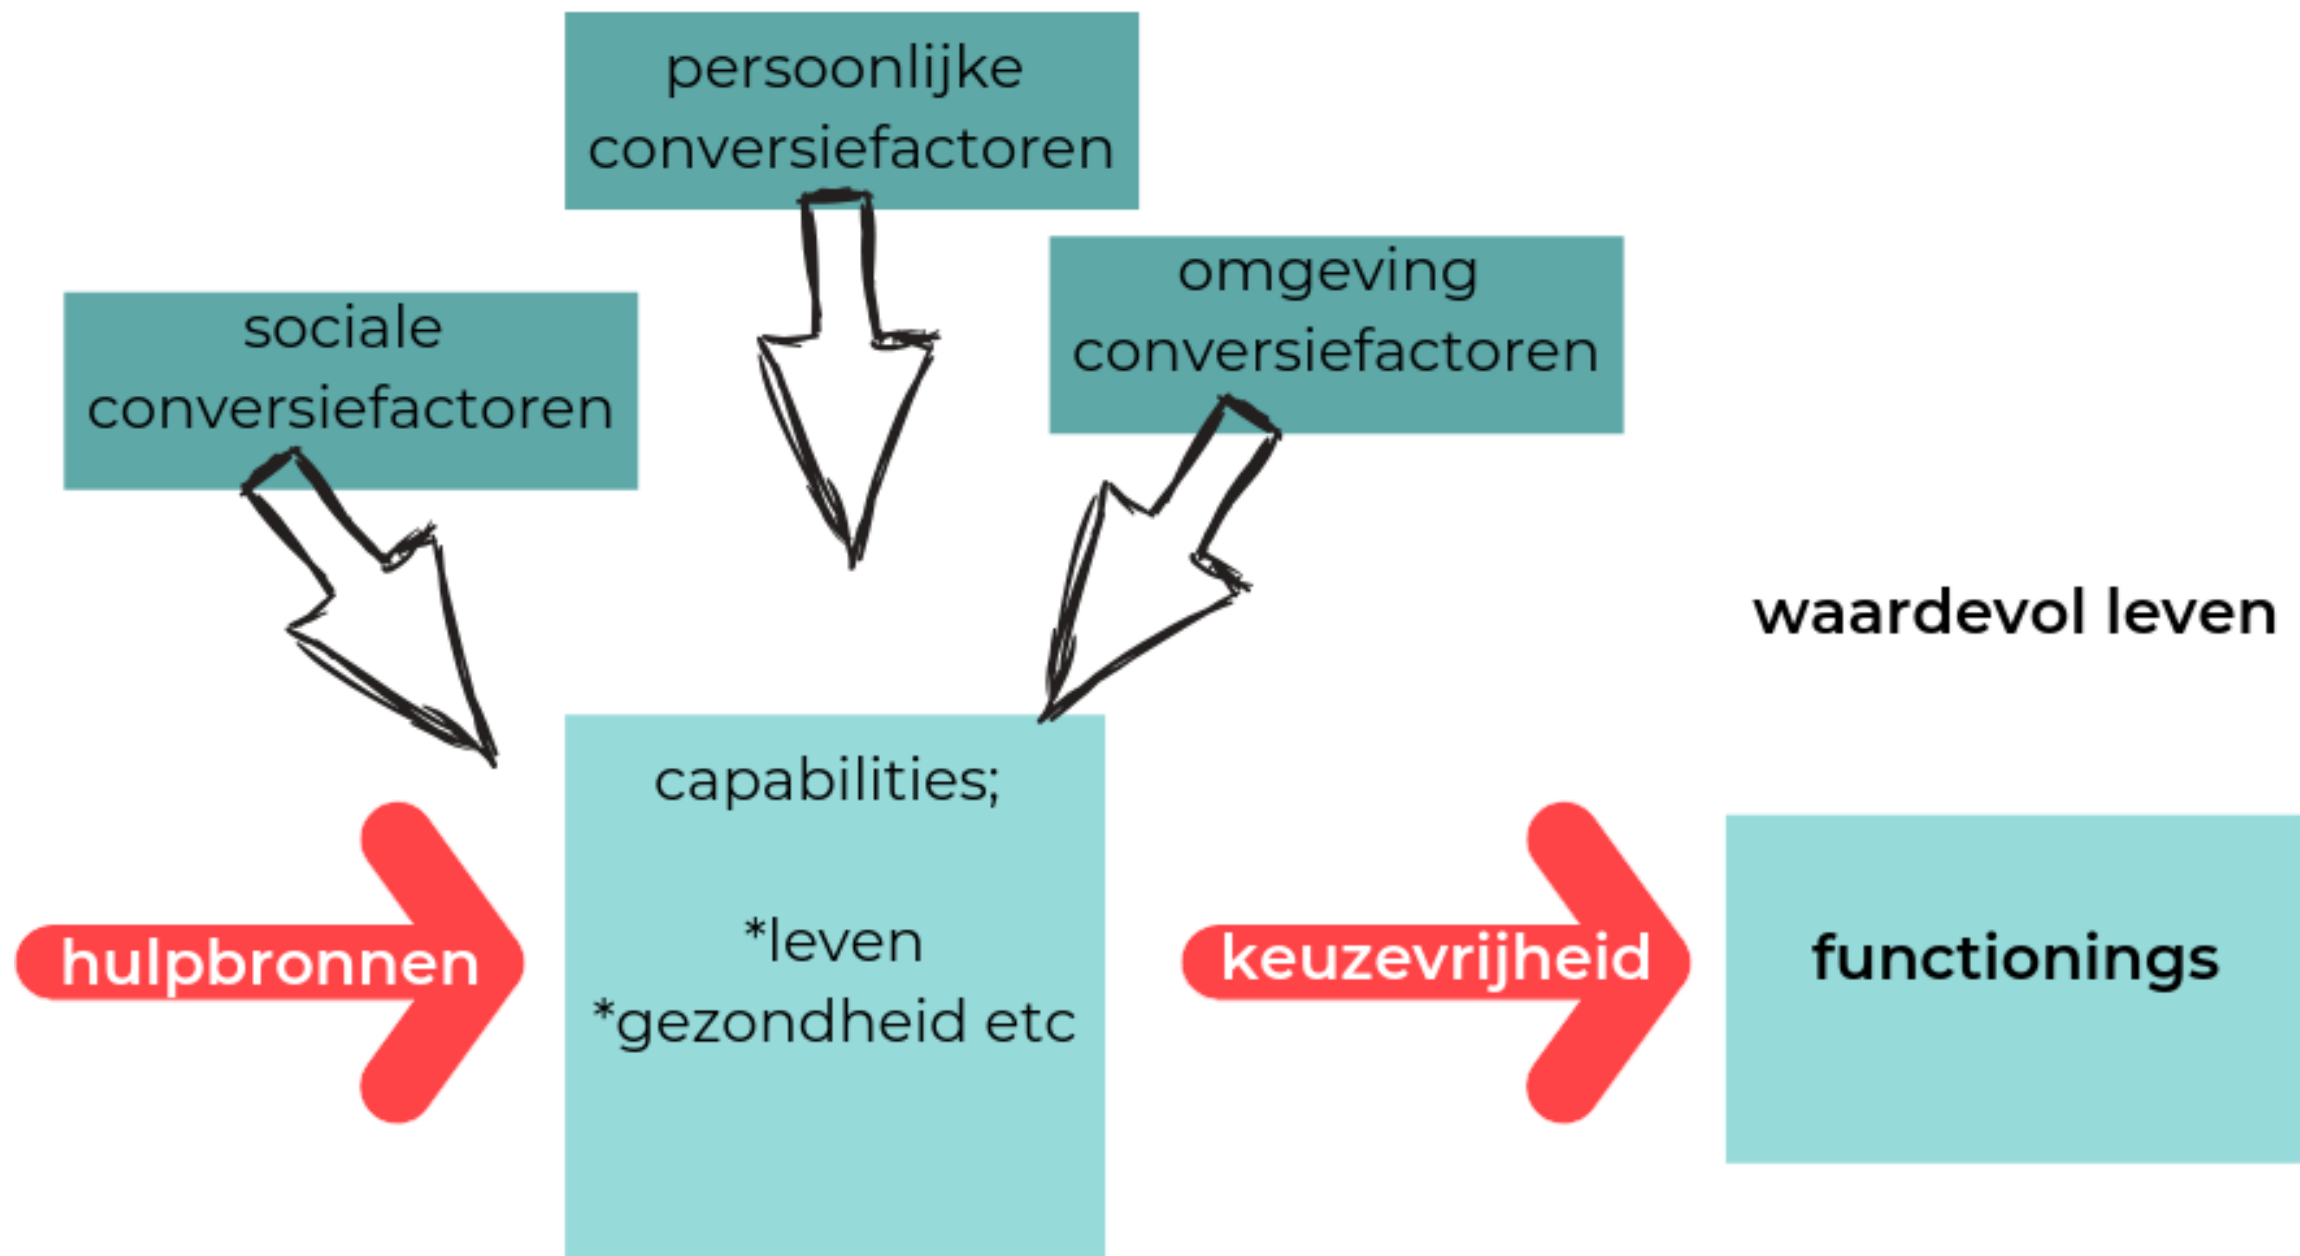 persoonlijke
conversiefactoren
omgeving
conversiefactoren
sociale
conversiefactoren
waardevol leven
capabilities;
*leven
*gezondheid etc
hulpbronnen
keuzevrijheid
functionings